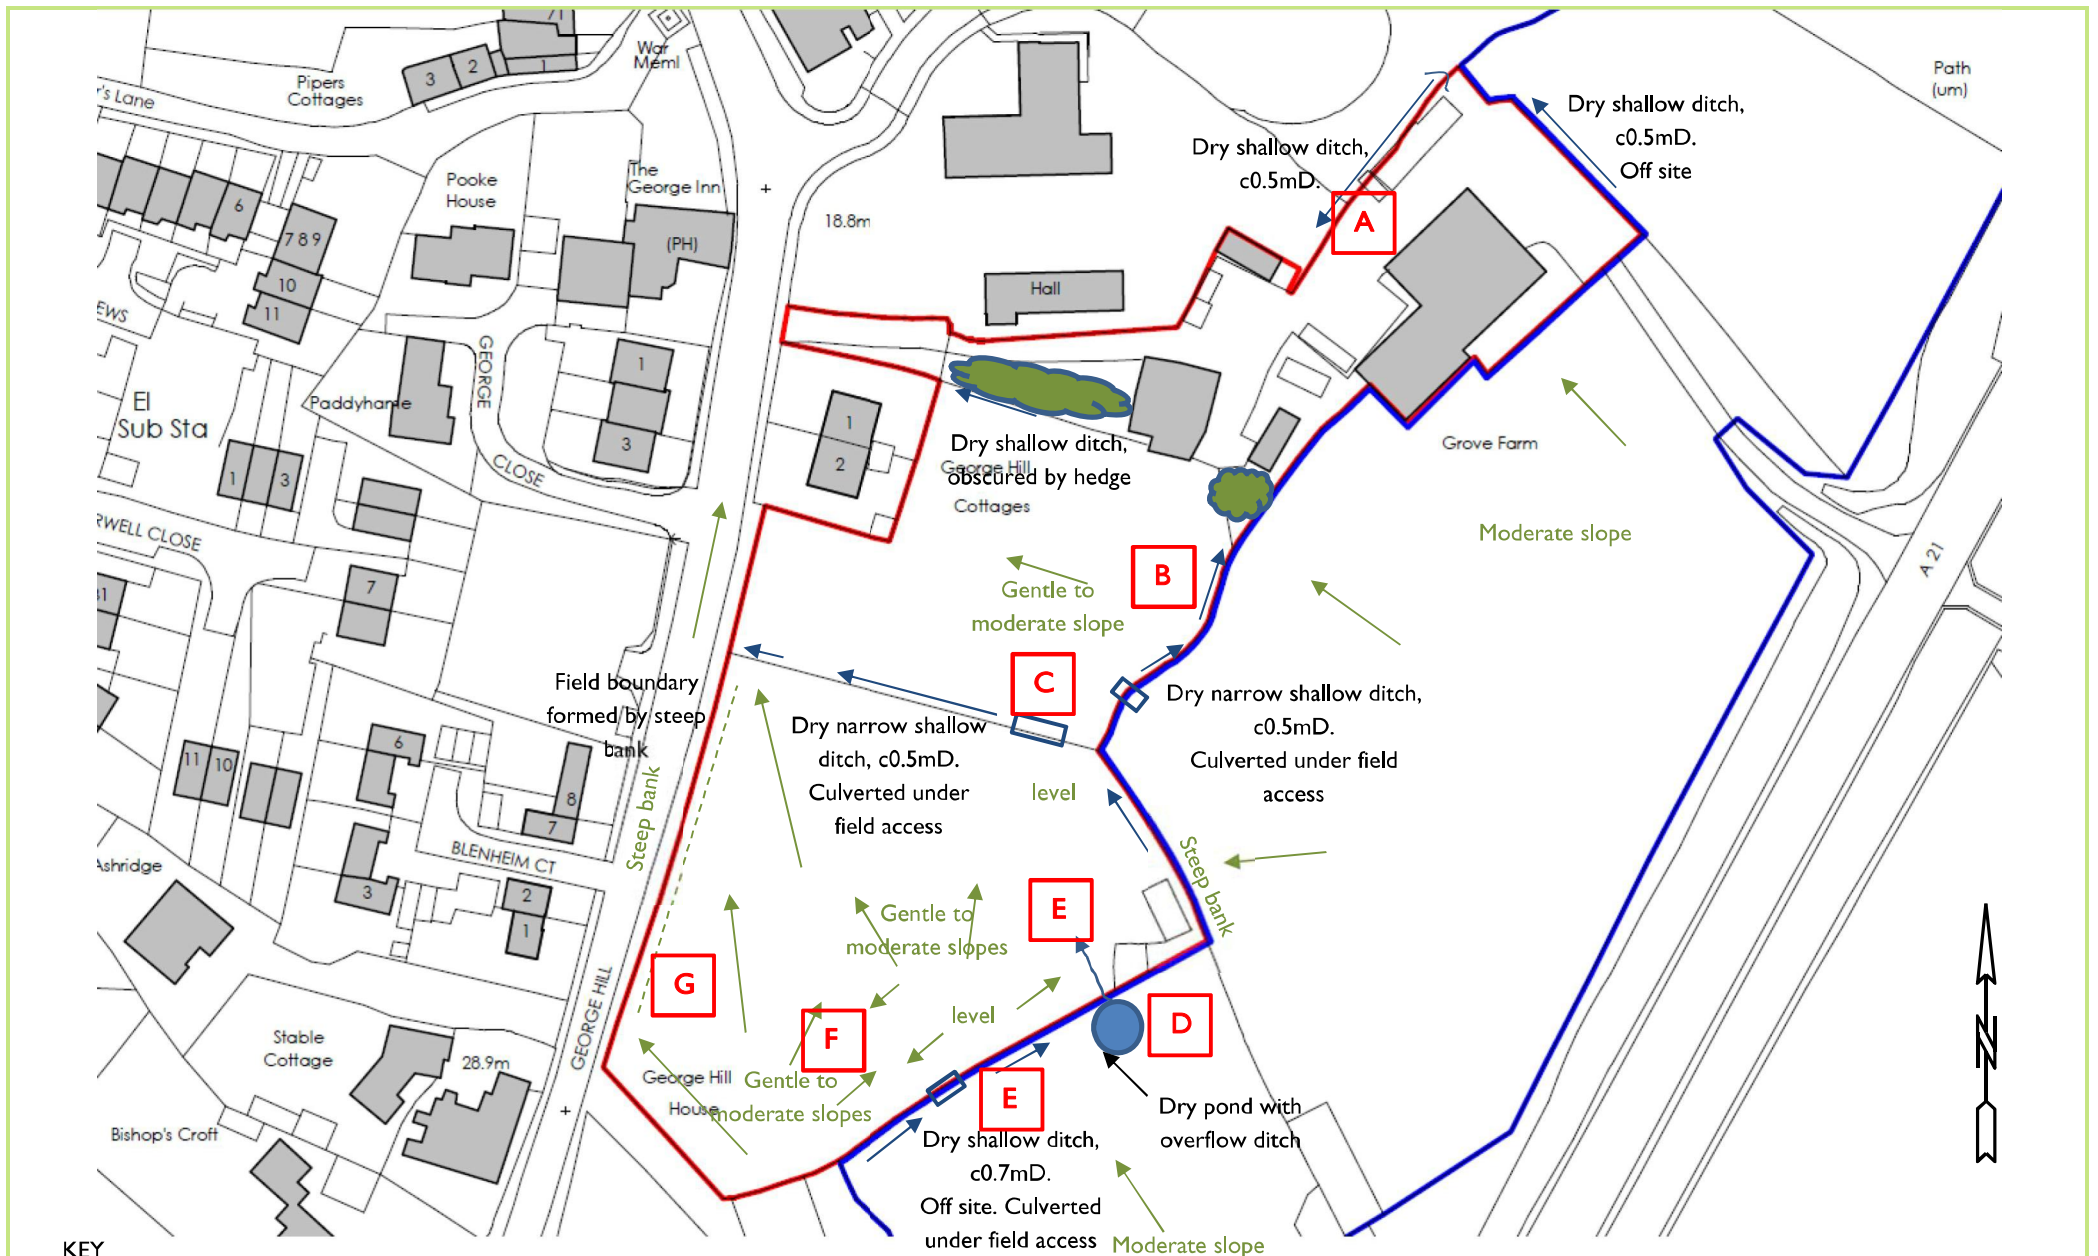 71
War
Meml
Pipers
Cottages
3
2
1
r's Lane
Path
(um)
Dry shallow ditch,
c0.5mD.
Off site
Dry shallow ditch,
c0.5mD.
A
Pooke
House
The
George Inn
(PH)
18.8m
6
7 8 9
10
11
EWS
Hall
GEORGE
CLOSE
1
3
Paddyhame
El
Sub Sta
1
3
1
2
Dry shallow ditch,
obscured by hedge
George Hill
Cottages
Grove Farm
Moderate slope
A 21
RWELL CLOSE
7
31
B
Gentle to
moderate slope
C
Field boundary
formed by steep
bank
Dry narrow shallow
ditch, c0.5mD.
Culverted under
field access
Dry narrow shallow ditch,
c0.5mD.
Culverted under field
access
level
6
11
10
8
7
Steep bank
BLENHEIM CT
Ashridge
3
2
1
Steep bank
E
Gentle to
moderate slopes
G
level
D
F
GEORGE HILL
Stable
Cottage
28.9m
George Hill
House
Gentle to
moderate slopes
E
Dry pond with
overflow ditch
Bishop's Croft
Dry shallow ditch,
c0.7mD.
Off site. Culverted
under field access
Moderate slope
N
KEY